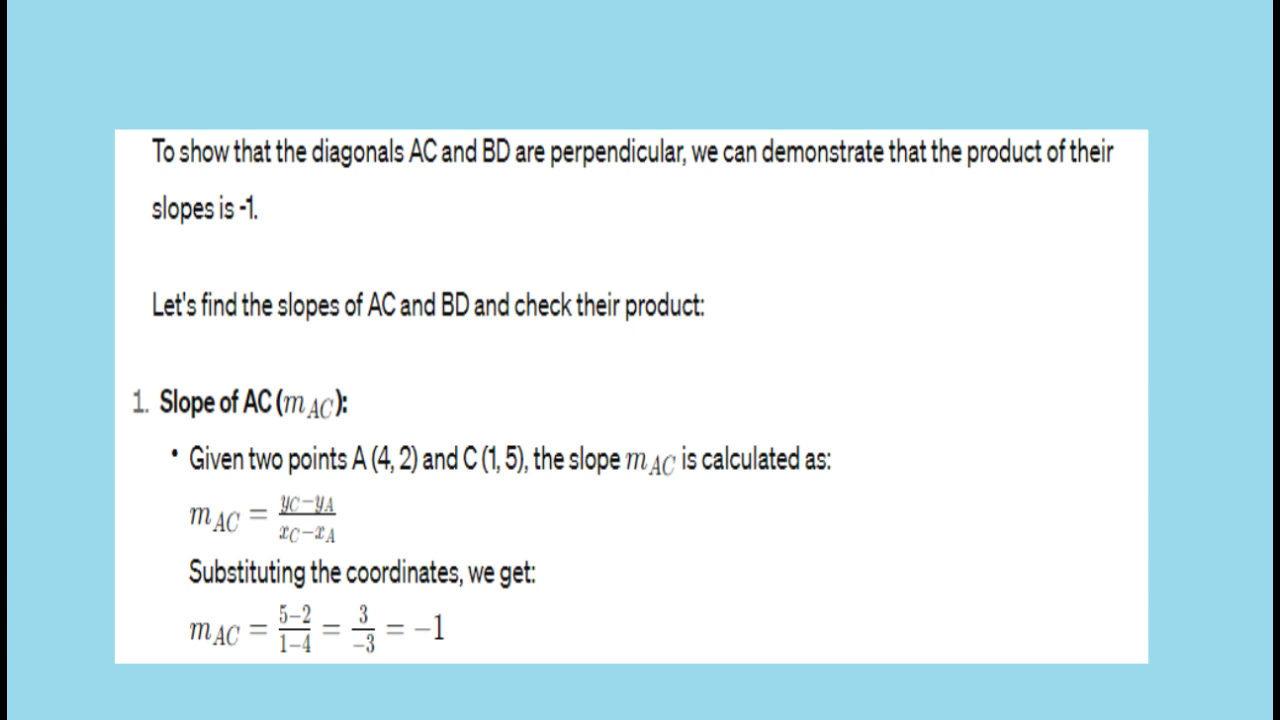 To show that the diagonals AC and BD are perpendicular, we can demonstrate that the product of their
slopes is -1.
Let's find the slopes of AC and BD and check their product:
1. Slope of AC (m_AC):
• Given two points A (4, 2) and C (1, 5), the slope m_AC is calculated as:
m_AC = (y_C − y_A)/(x_C − x_A)
Substituting the coordinates, we get:
m_AC = (5−2)/(1−4) = 3/−3 = −1